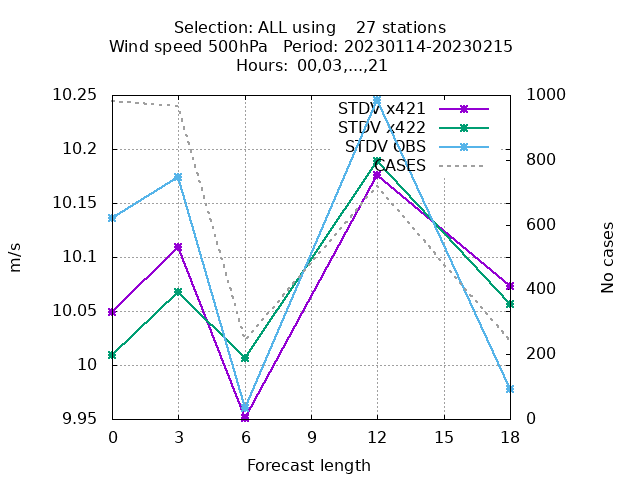 Selection: ALL using 27 stations
Wind speed 500hPa Period: 20230114-20230215
Hours: 00,03,...,21
10.25
10.2
10.15
10.1
10.05
10
9.95
m/s
STDV x421
STDV x422
STDV OBS
CASES
1000
800
600
400
200
0
No cases
0 3 6 9 12 15 18
Forecast length